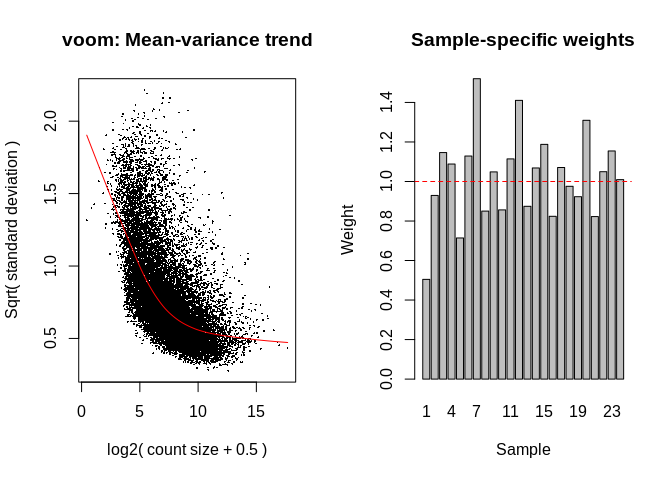 voom: Mean-variance trend
Sqrt( standard deviation )
2.0
1.5
1.0
0.5
0 5 10 15
log2( count size + 0.5 )
Sample-specific weights
Weight
1.4
1.2
1.0
0.8
0.6
0.4
0.2
0.0
1 4 7 11 15 19 23
Sample